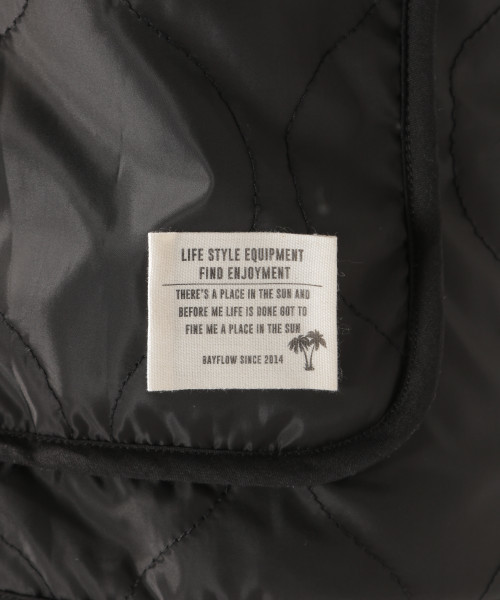 LIFE STYLE EQUIPMENT
FIND ENJOYMENT
THERE'S A PLACE IN THE SUN AND
BEFORE ME LIFE IS DONE GOT TO
FINE ME A PLACE IN THE SUN
BAYFLOW SINCE 2014